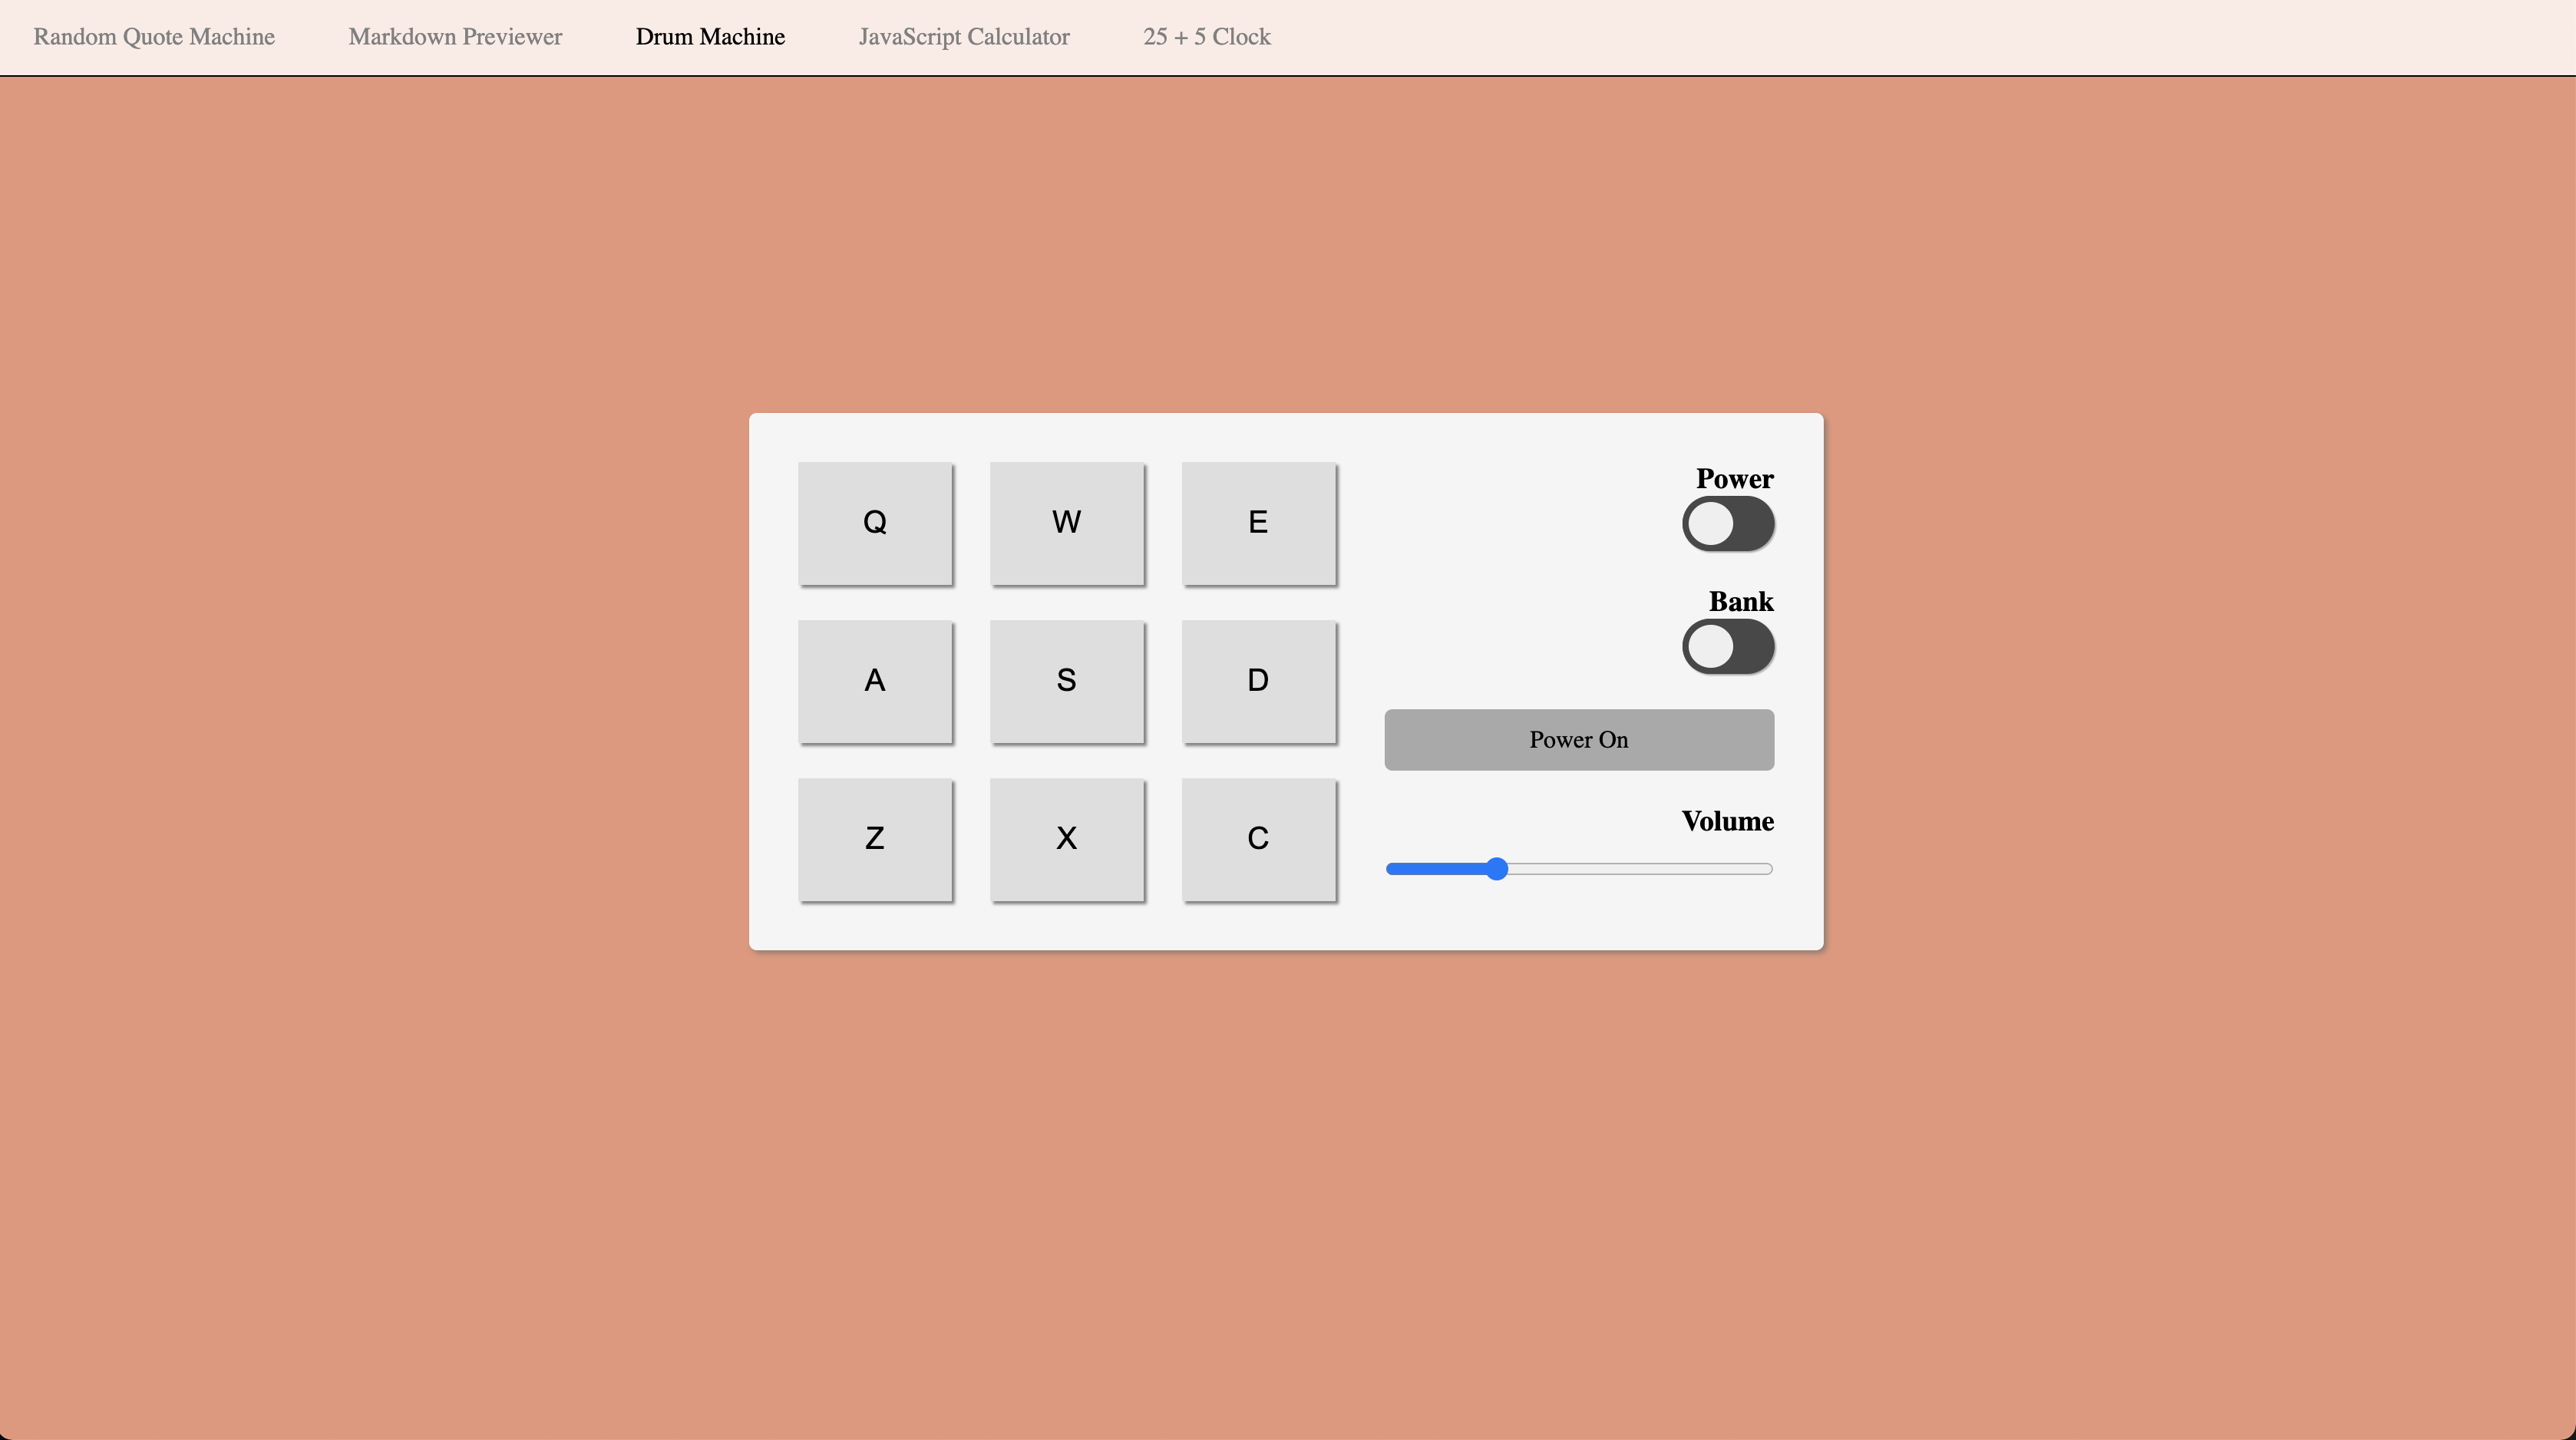 Random Quote Machine Markdown Previewer Drum Machine JavaScript Calculator 25 + 5 Clock
Q W E
A S D
Z X C
Power
Bank
Power On
Volume